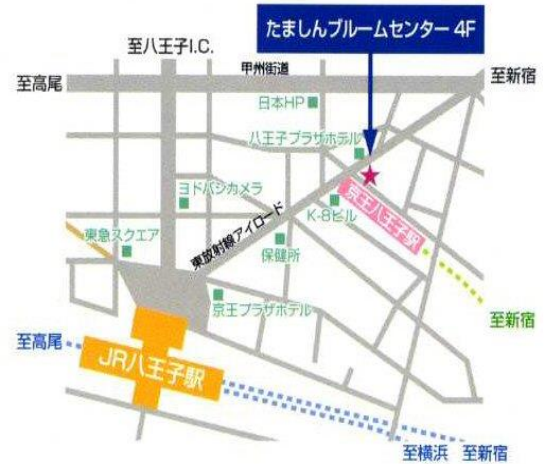 たましんブルームセンター 4F
至八王子I.C.
甲州街道
至高尾
至新宿
日本HP
八王子プラザホテル
ヨドバシカメラ
K-8ビル
京王八王子駅
東急スクエア
東放射線アイロード
保健所
京王プラザホテル
至新宿
至高尾
JR八王子駅
至横浜 至新宿